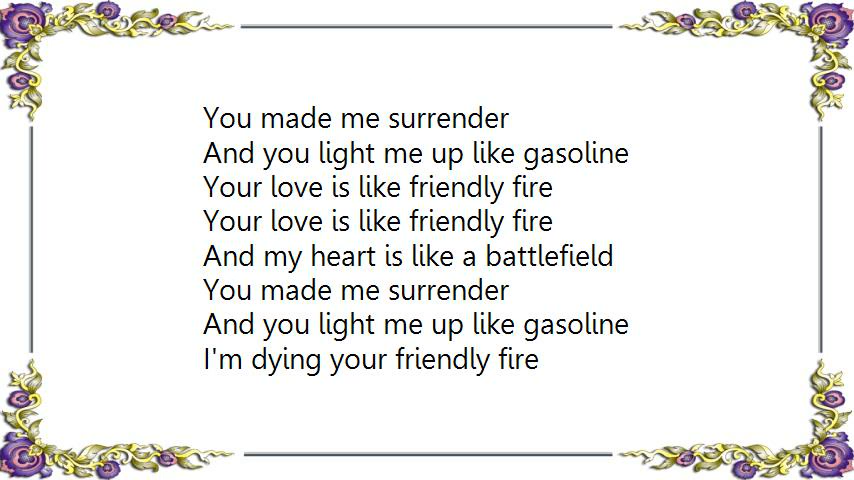 You made me surrender
And you light me up like gasoline
Your love is like friendly fire
Your love is like friendly fire
And my heart is like a battlefield
You made me surrender
And you light me up like gasoline
I'm dying your friendly fire